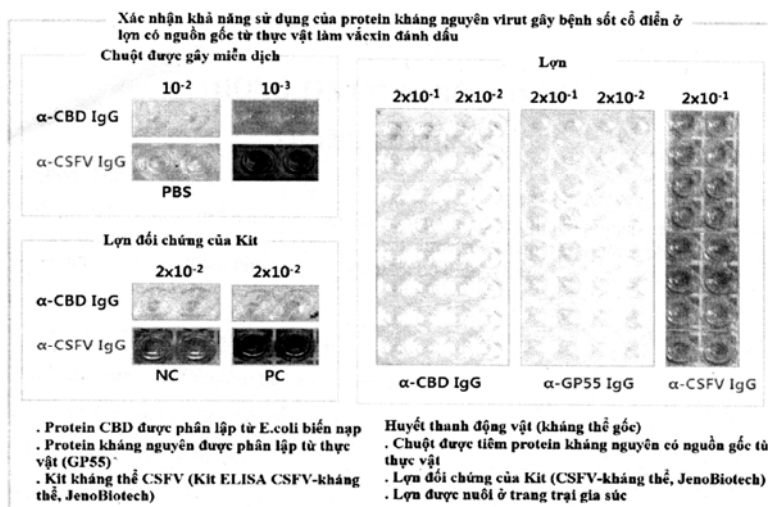 Xác nhận khả năng sử dụng của protein kháng nguyên virut gây bệnh sốt cổ điển ở
lợn có nguồn gốc từ thực vật làm vắcxin đánh dấu
Chuột được gây miễn dịch
10-2 10-3
α-CBD IgG
α-CSFV IgG
PBS
Lợn đối chứng của Kit
2x10-2 2x10-2
α-CBD IgG
α-CSFV IgG
NC PC
Lợn
2x10-1 2x10-2 2x10-1 2x10-2 2x10-1
α-CBD IgG α-GP55 IgG α-CSFV IgG
. Protein CBD được phân lập từ E.coli biến nạp
. Protein kháng nguyên được phân lập từ thực
vật (GP55)
. Kit kháng thể CSFV (Kit ELISA CSFV-kháng
thể, JenoBiotech)
Huyết thanh động vật (kháng thể gốc)
. Chuột được tiêm protein kháng nguyên có nguồn gốc từ
thực vật
. Lợn đối chứng của Kit (CSFV-kháng thể, JenoBiotech)
. Lợn được nuôi ở trang trại gia súc